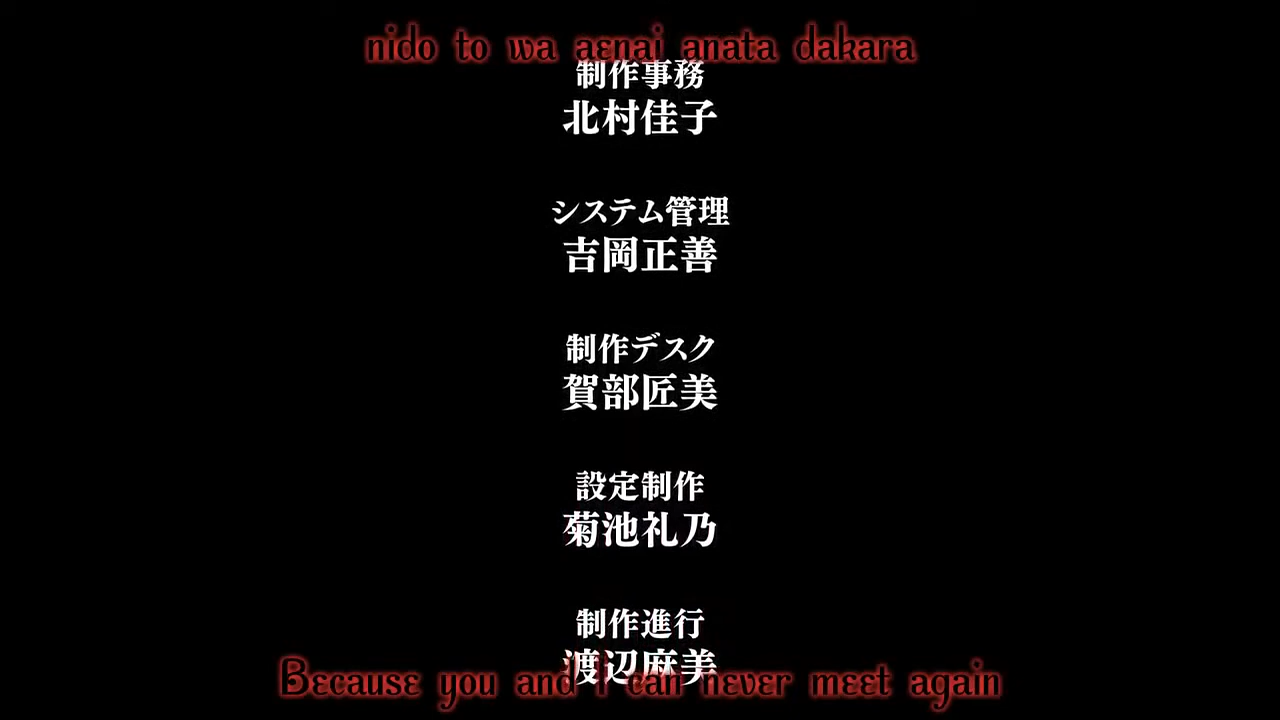 nido to wa aenai anata dakara
制作事務
北村佳子
システム管理
吉岡正善
制作デスク
賀部匠美
設定制作
菊池礼乃
制作進行
渡辺麻美
Because you and I can never meet again